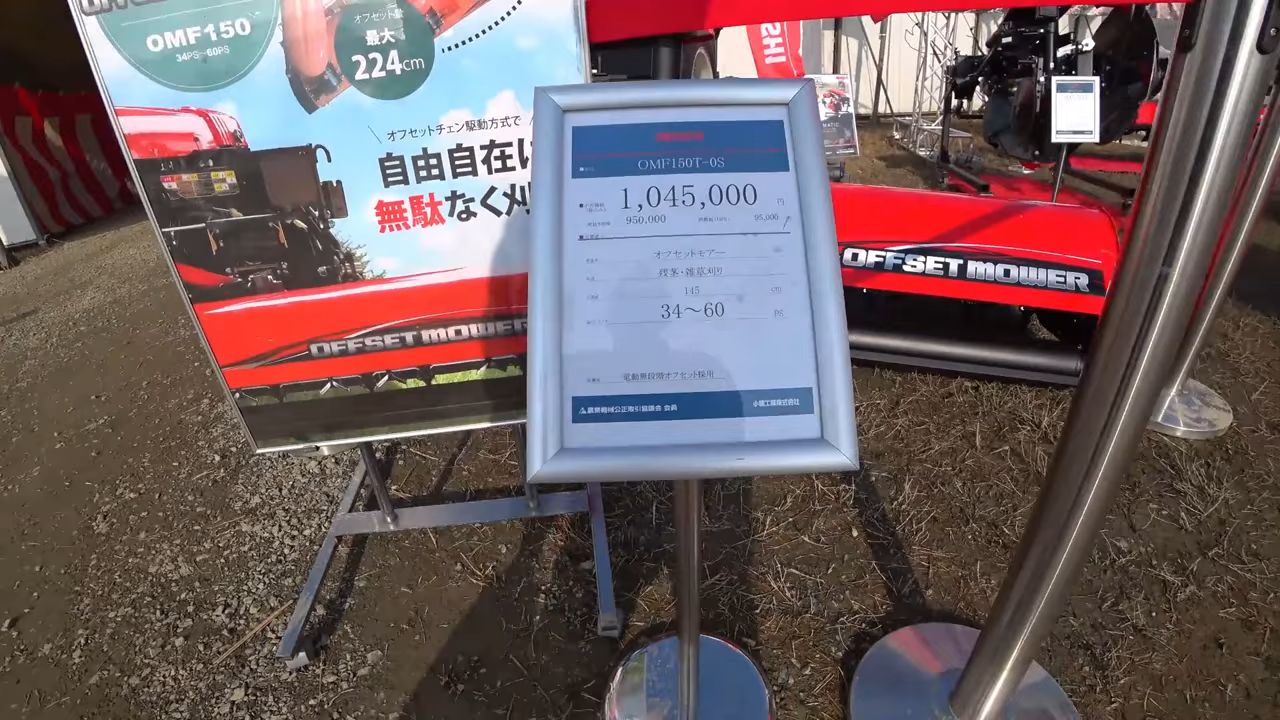 OMF150
34PS~60PS
オフセット量
最大
224cm
オフセットチェン駆動方式で
自由自在に
無駄なく刈
OFFSET MOWER
OMF150T-0S
1,045,000 円
950,000
95,000
オフセットモアー
残茎・雑草刈り
145 cm
34～60 PS
電動無段階オフセット採用
農業機械公正取引協議会 会員
小橋工業株式会社
OFFSET MOWER